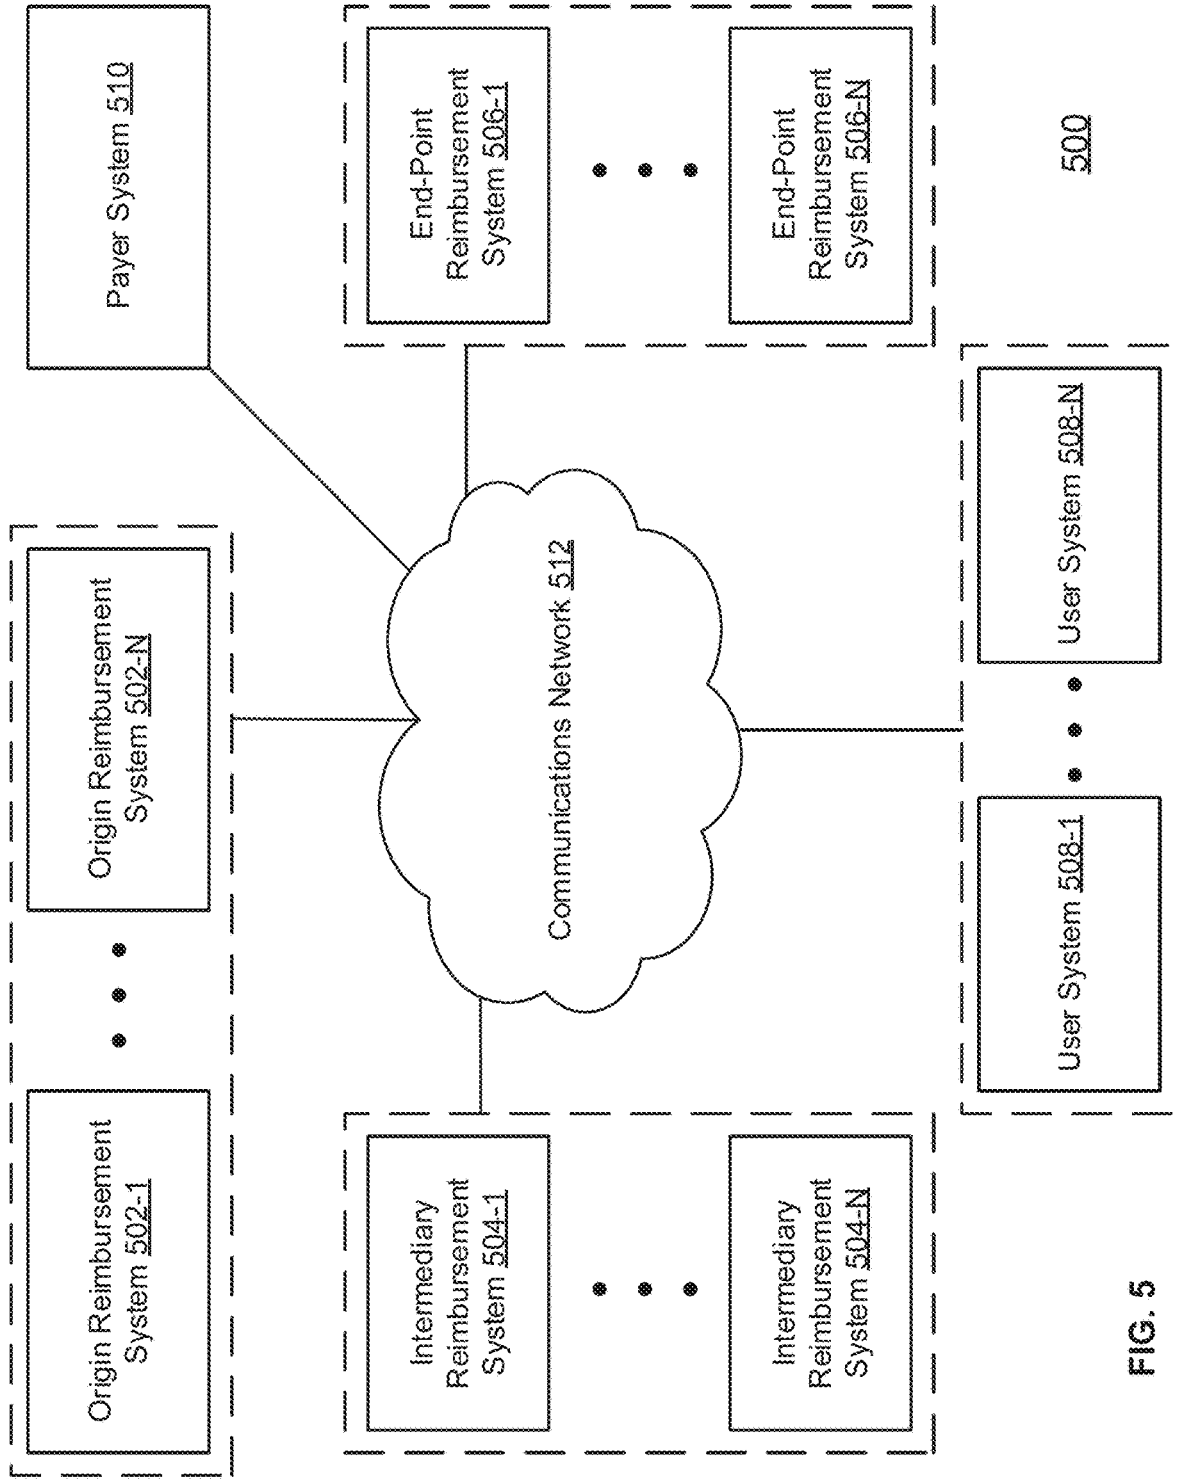 Origin Reimbursement
System 502-1
Origin Reimbursement
System 502-N
Payer System 510
Intermediary
Reimbursement
System 504-1
Intermediary
Reimbursement
System 504-N
Communications Network 512
End-Point
Reimbursement
System 506-1
End-Point
Reimbursement
System 506-N
User System 508-1
User System 508-N
500
FIG. 5